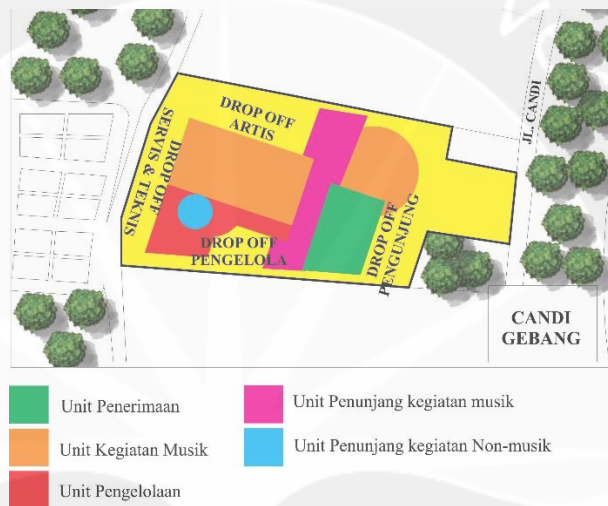 DROP OFF
ARTIS
JL. CANDI
DROP OFF
SERVIS & TEKNIS
DROP OFF
PENGELOLA
DROP OFF
PENGUNJUNG
CANDI
GEBANG
Unit Penerimaan
Unit Penunjang kegiatan musik
Unit Kegiatan Musik
Unit Penunjang kegiatan Non-musik
Unit Pengelolaan